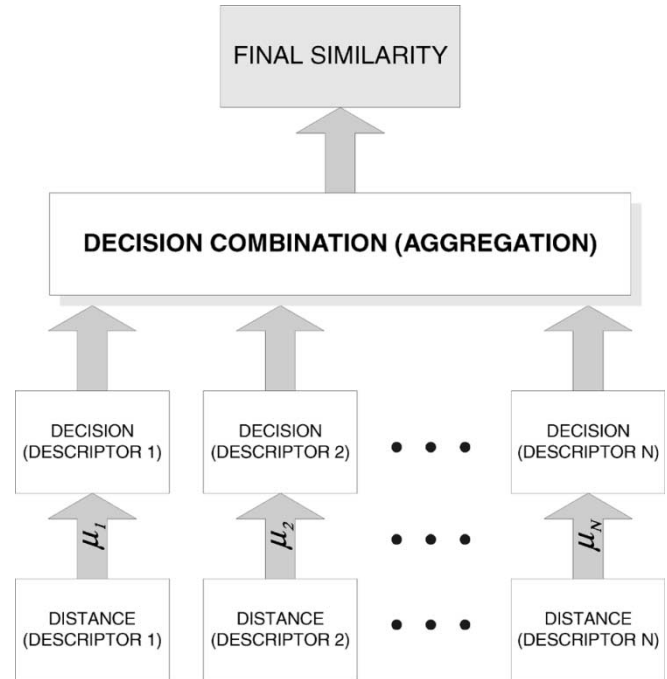 FINAL SIMILARITY
DECISION COMBINATION (AGGREGATION)
DECISION
(DESCRIPTOR 1)
DECISION
(DESCRIPTOR 2)
DECISION
(DESCRIPTOR N)
μ1
μ2
μN
DISTANCE
(DESCRIPTOR 1)
DISTANCE
(DESCRIPTOR 2)
DISTANCE
(DESCRIPTOR N)